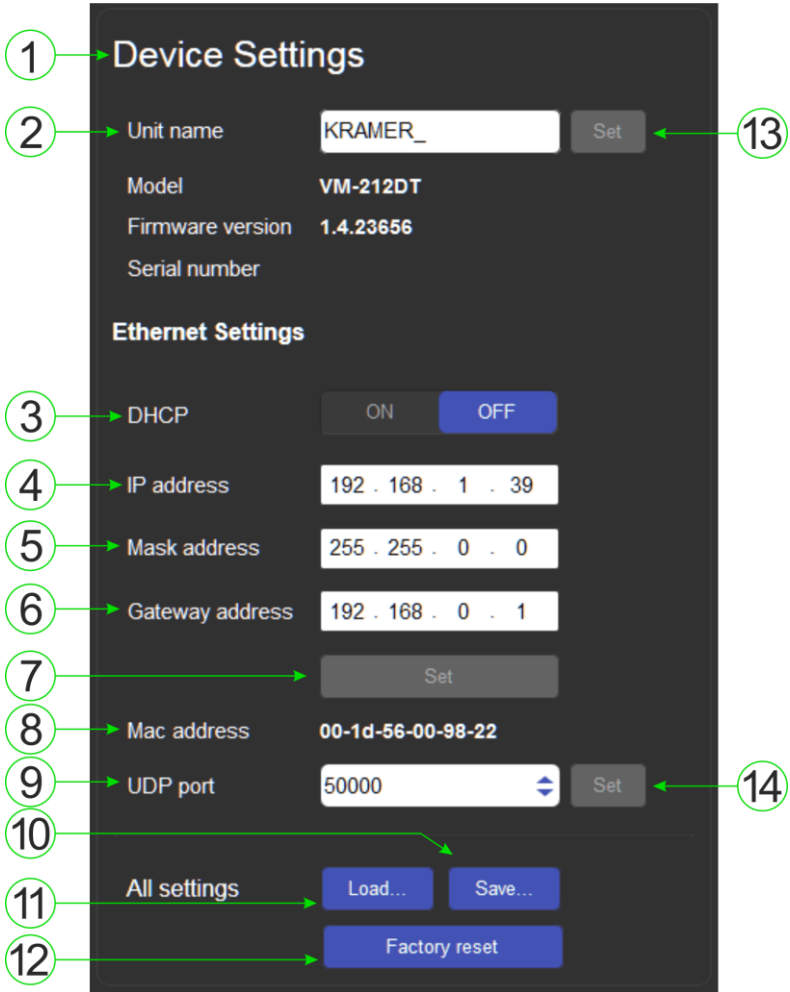 1 Device Settings
2 Unit name KRAMER_ Set 13
Model VM-212DT
Firmware version 1.4.23656
Serial number
Ethernet Settings
3 DHCP ON OFF
4 IP address 192 . 168 . 1 . 39
5 Mask address 255 . 255 . 0 . 0
6 Gateway address 192 . 168 . 0 . 1
7 Set
8 Mac address 00-1d-56-00-98-22
9 UDP port 50000 Set 14
10
11 All settings Load... Save...
12 Factory reset